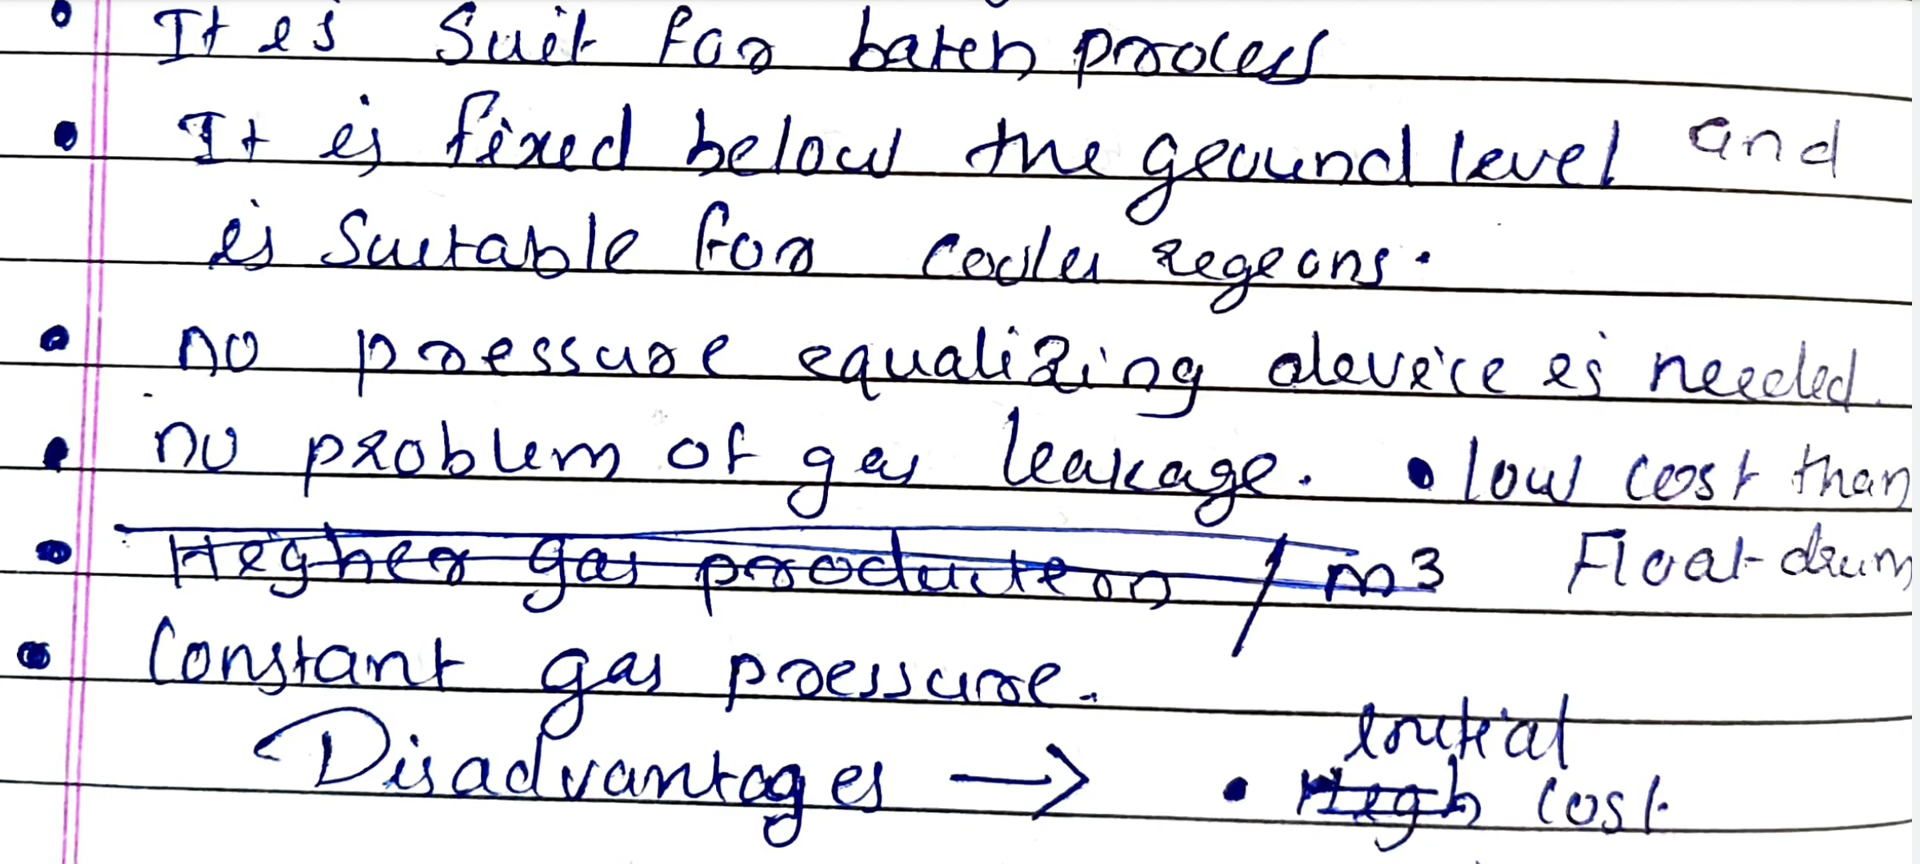 • It is Suit for batch process
• It is fixed below the geound level and
is Suitable for cooler regions.
• no pressure equalizing device is needed.
• no problem of gas leakage. • low cost than
• Higher gas production / m3 Float-drum
• Constant gas pressure.
Disadvantages → • High initial cost